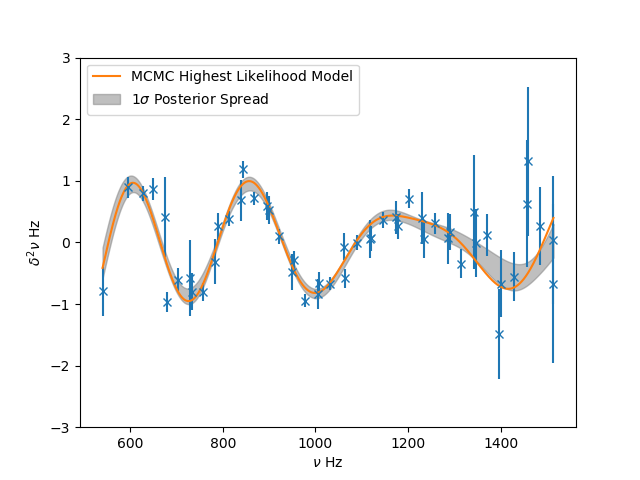 MCMC Highest Likelihood Model
1σ Posterior Spread
δ²ν Hz
3
2
1
0
−1
−2
−3
600 800 1000 1200 1400
ν Hz